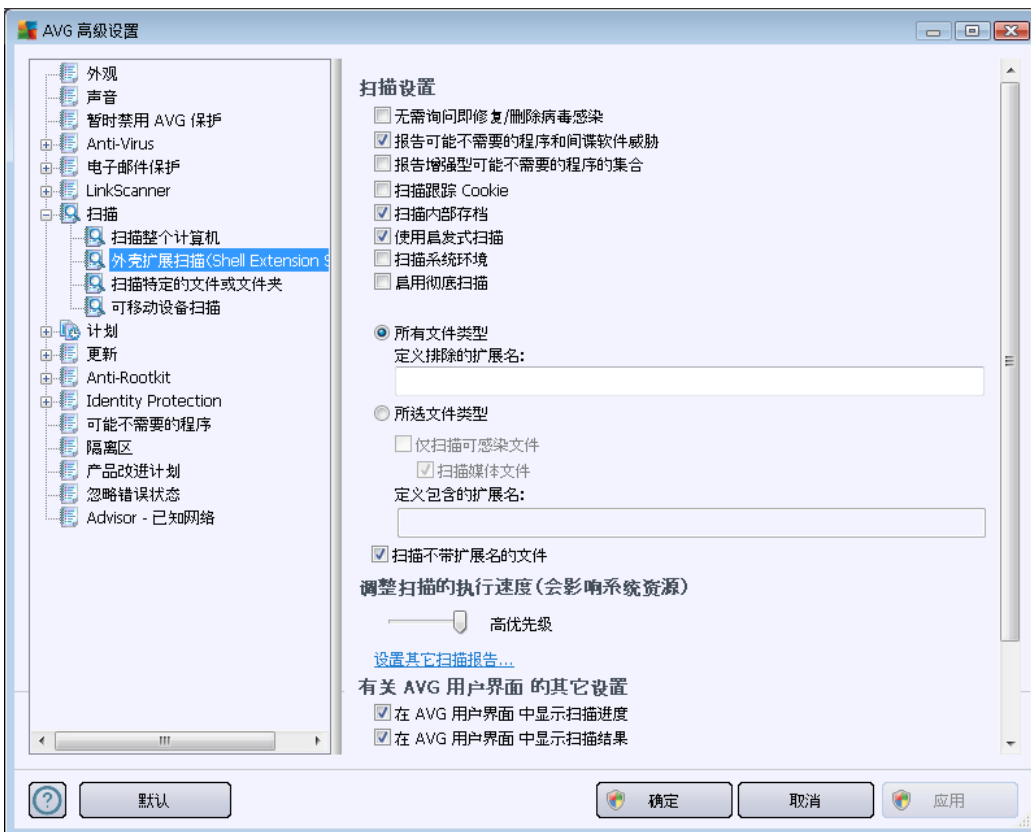 AVG 高级设置
外观
声音
暂时禁用 AVG 保护
Anti-Virus
电子邮件保护
LinkScanner
扫描
扫描整个计算机
外壳扩展扫描(Shell Extension S
扫描特定的文件或文件夹
可移动设备扫描
计划
更新
Anti-Rootkit
Identity Protection
可能不需要的程序
隔离区
产品改进计划
忽略错误状态
Advisor - 已知网络
扫描设置
无需询问即修复/删除病毒感染
报告可能不需要的程序和间谍软件威胁
报告增强型可能不需要的程序的集合
扫描跟踪 Cookie
扫描内部存档
使用启发式扫描
扫描系统环境
启用彻底扫描
所有文件类型
定义排除的扩展名:
所选文件类型
仅扫描可感染文件
扫描媒体文件
定义包含的扩展名:
扫描不带扩展名的文件
调整扫描的执行速度(会影响系统资源)
高优先级
设置其它扫描报告...
有关 AVG 用户界面 的其它设置
在 AVG 用户界面 中显示扫描进度
在 AVG 用户界面 中显示扫描结果
默认
确定
取消
应用